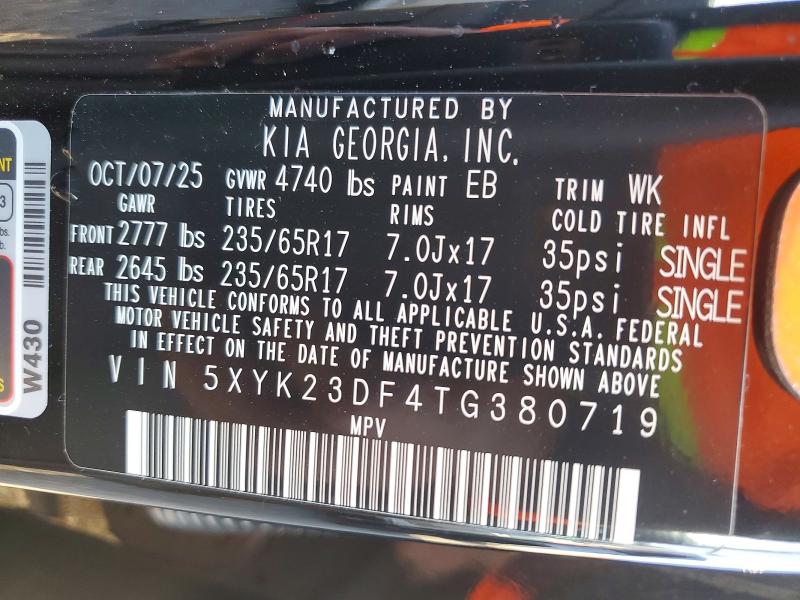 MANUFACTURED BY
KIA GEORGIA, INC.
OCT/07/25 GVWR 4740 lbs PAINT EB TRIM WK
GAWR TIRES RIMS COLD TIRE INFL
FRONT 2777 lbs 235/65R17 7.0Jx17 35psi SINGLE
REAR 2645 lbs 235/65R17 7.0Jx17 35psi SINGLE
THIS VEHICLE CONFORMS TO ALL APPLICABLE U.S.A. FEDERAL
MOTOR VEHICLE SAFETY AND THEFT PREVENTION STANDARDS
IN EFFECT ON THE DATE OF MANUFACTURE SHOWN ABOVE
VIN 5XYK23DF4TG380719
MPV
W430